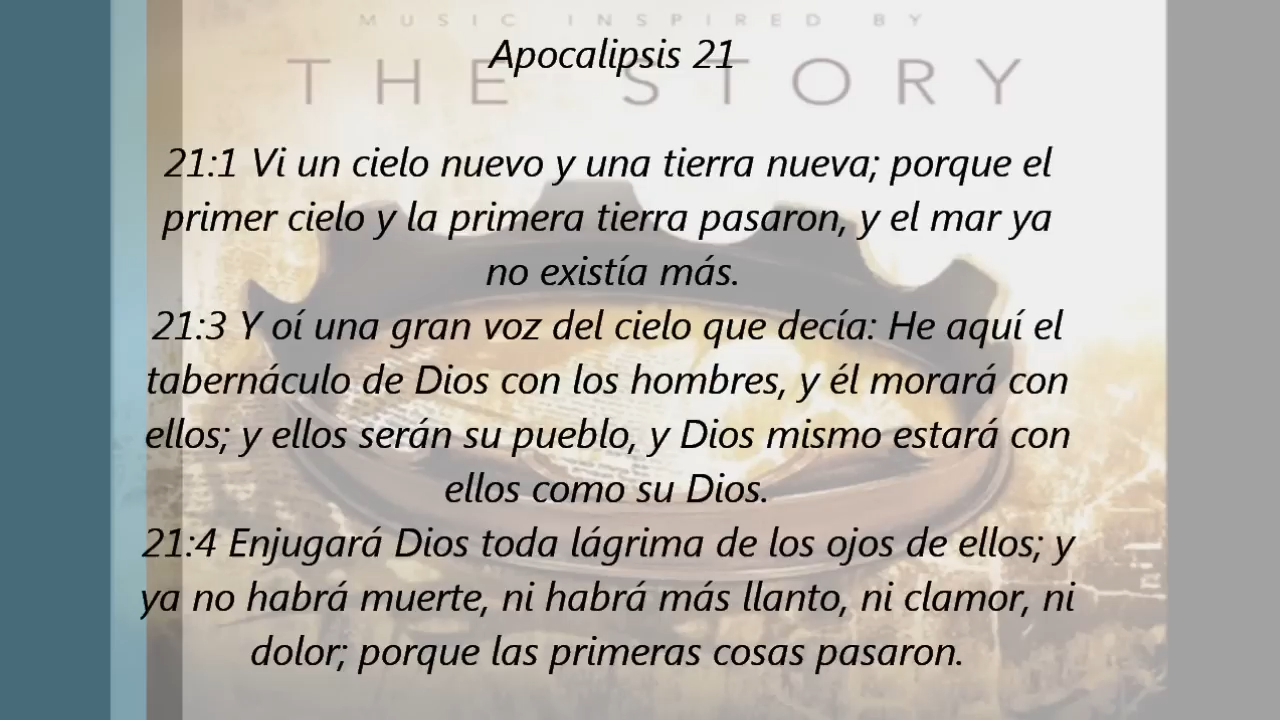 MUSIC INSPIRED BY
Apocalipsis 21
THE STORY
21:1 Vi un cielo nuevo y una tierra nueva; porque el
primer cielo y la primera tierra pasaron, y el mar ya
no existía más.
21:3 Y oí una gran voz del cielo que decía: He aquí el
tabernáculo de Dios con los hombres, y él morará con
ellos; y ellos serán su pueblo, y Dios mismo estará con
ellos como su Dios.
21:4 Enjugará Dios toda lágrima de los ojos de ellos; y
ya no habrá muerte, ni habrá más llanto, ni clamor, ni
dolor; porque las primeras cosas pasaron.